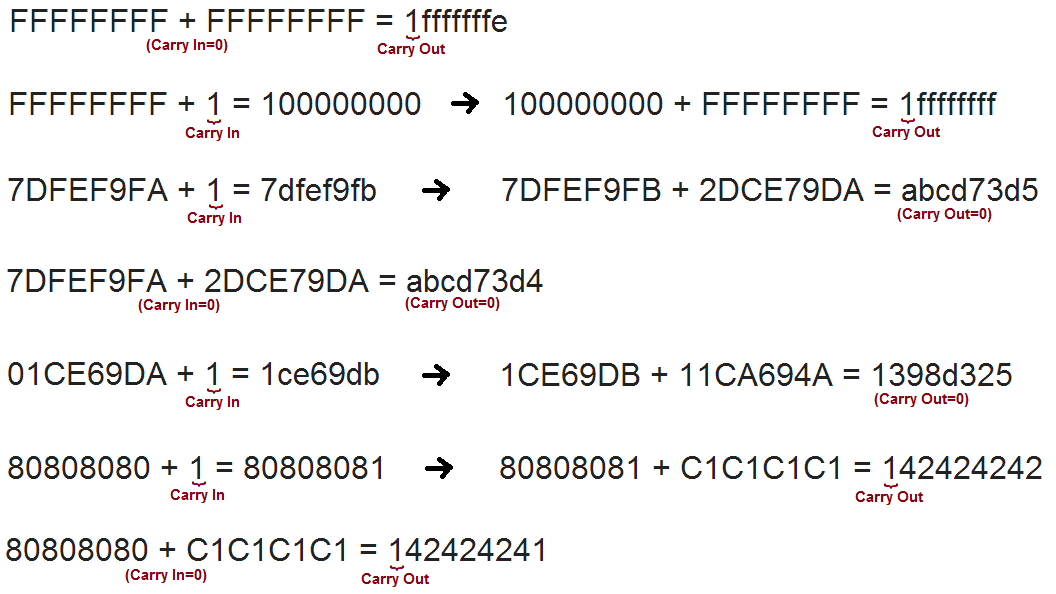 FFFFFFFF + FFFFFFFF = 1fffffffe
(Carry In=0) Carry Out
FFFFFFFF + 1 = 100000000 → 100000000 + FFFFFFFF = 1ffffffff
Carry In Carry Out
7DFEF9FA + 1 = 7dfef9fb → 7DFEF9FB + 2DCE79DA = abcd73d5
Carry In (Carry Out=0)
7DFEF9FA + 2DCE79DA = abcd73d4
(Carry In=0) (Carry Out=0)
01CE69DA + 1 = 1ce69db → 1CE69DB + 11CA694A = 1398d325
Carry In (Carry Out=0)
80808080 + 1 = 80808081 → 80808081 + C1C1C1C1 = 142424242
Carry In Carry Out
80808080 + C1C1C1C1 = 142424241
(Carry In=0) Carry Out